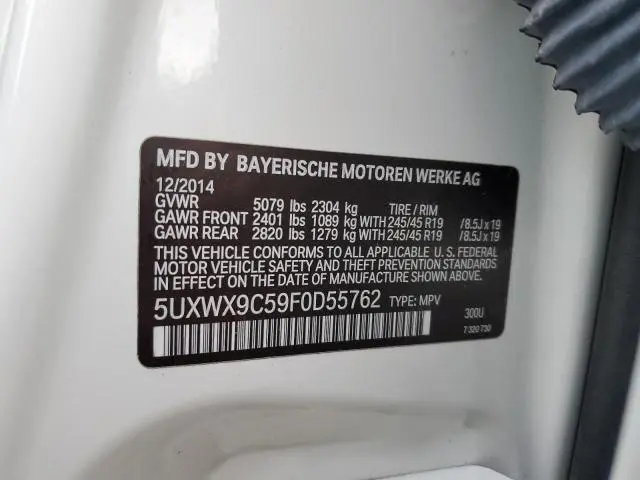 MFD BY BAYERISCHE MOTOREN WERKE AG
12/2014
GVWR 5079 lbs 2304 kg TIRE / RIM
GAWR FRONT 2401 lbs 1089 kg WITH 245/45 R19 / 8.5J x 19
GAWR REAR 2820 lbs 1279 kg WITH 245/45 R19 / 8.5J x 19
THIS VEHICLE CONFORMS TO ALL APPLICABLE U. S. FEDERAL
MOTOR VEHICLE SAFETY AND THEFT PREVENTION STANDARDS
IN EFFECT ON THE DATE OF MANUFACTURE SHOWN ABOVE.
5UXWX9C59F0D55762 TYPE: MPV
300U
7 320 730